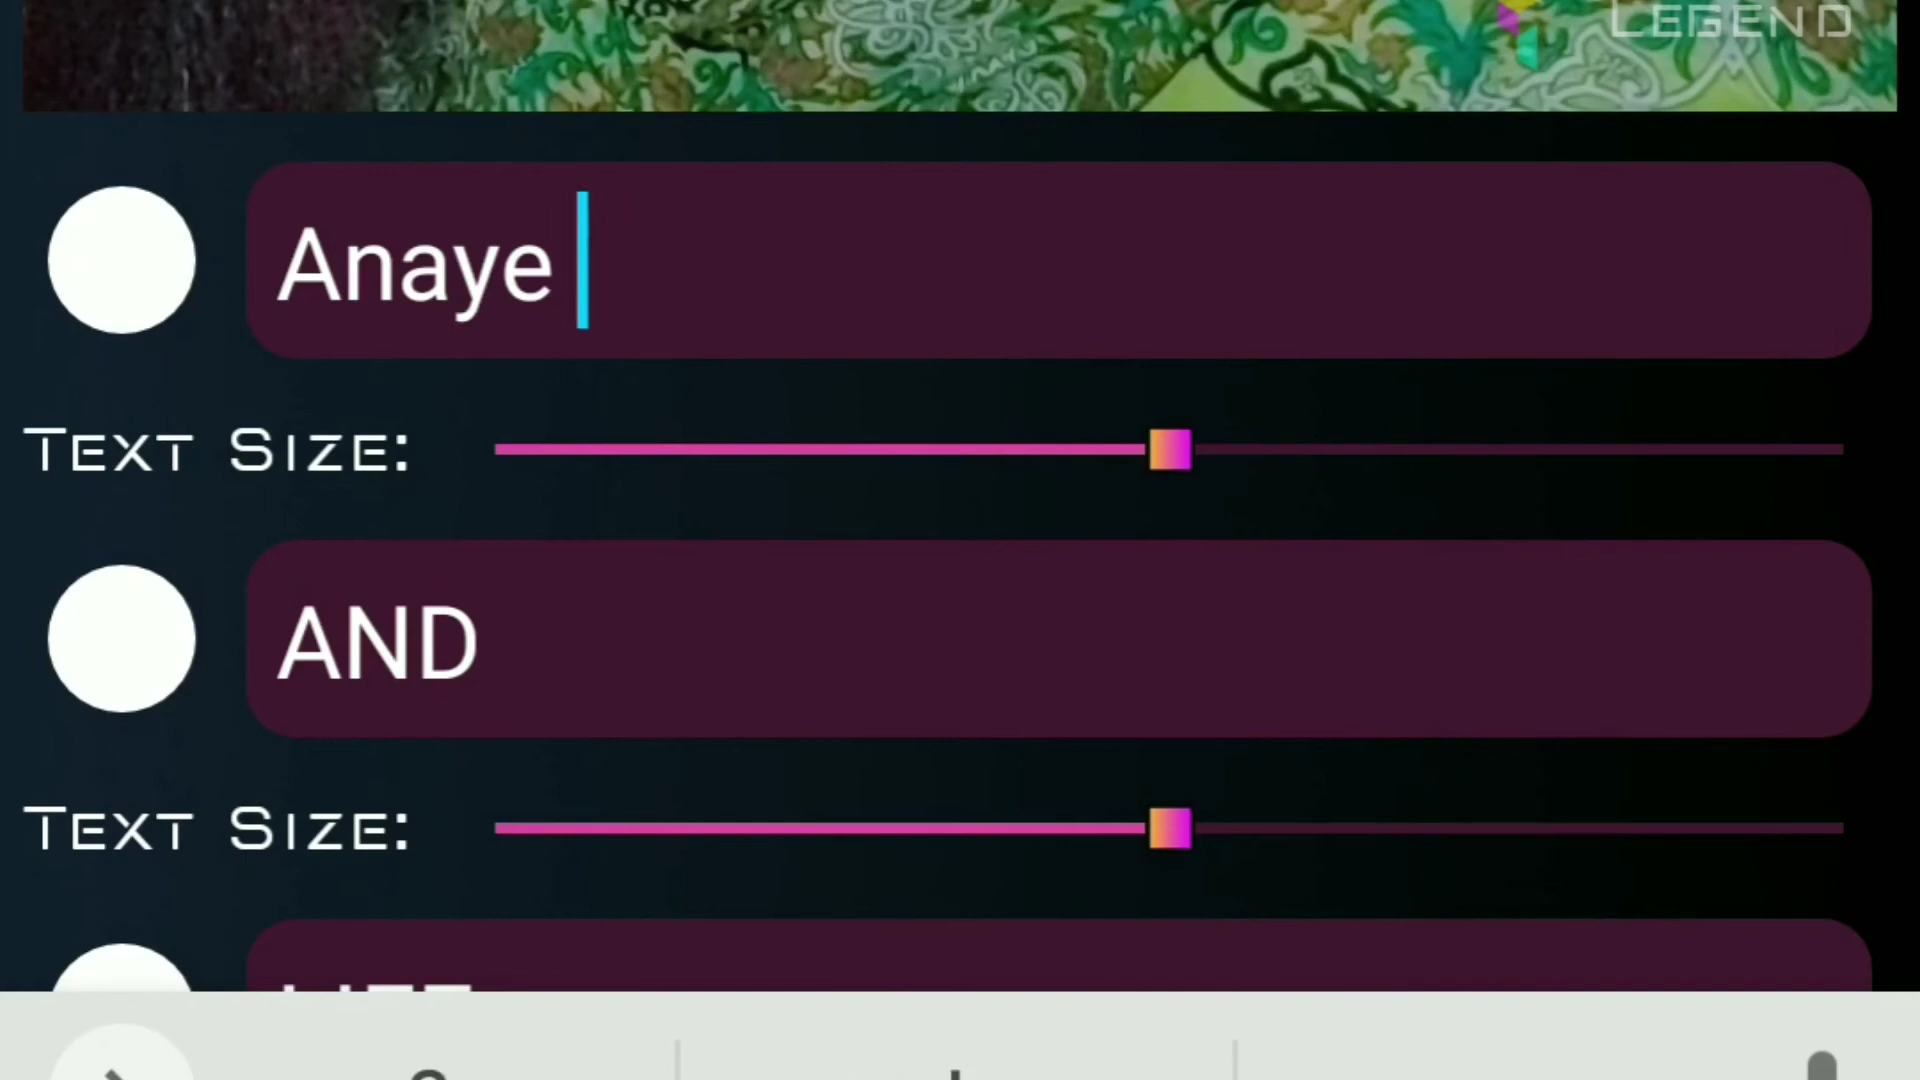 LEGEND
Anaye
TEXT SIZE:
AND
TEXT SIZE: